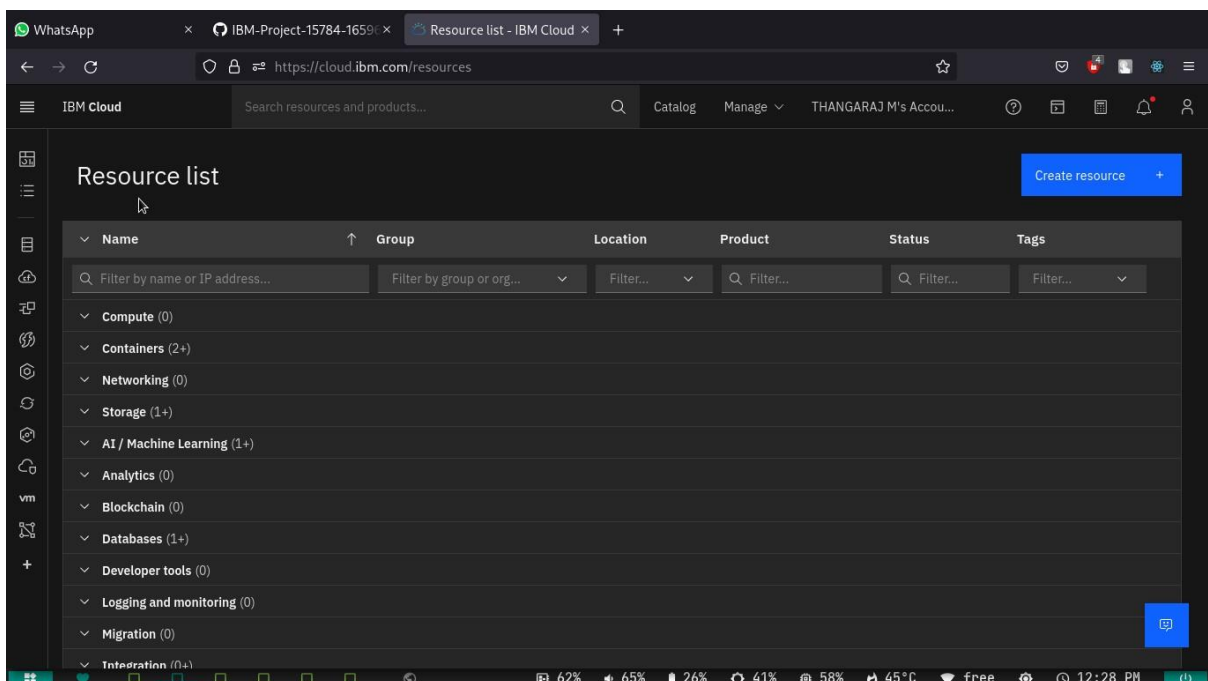 WhatsApp × IBM-Project-15784-1659 × Resource list - IBM Cloud × +
https://cloud.ibm.com/resources 4
IBM Cloud Search resources and products... Catalog Manage THANGARAJ M's Accou...
Resource list Create resource +
Name Group Location Product Status Tags
Filter by name or IP address... Filter by group or org... Filter... Filter... Filter... Filter...
Compute (0)
Containers (2+)
Networking (0)
Storage (1+)
AI / Machine Learning (1+)
Analytics (0)
vm
Blockchain (0)
Databases (1+)
Developer tools (0)
Logging and monitoring (0)
Migration (0)
Integration (0+)
62% 65% 26% 41% 58% 45°C free 12:28 PM